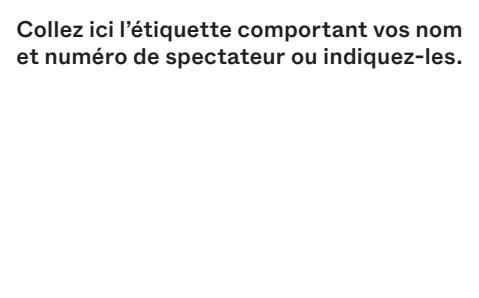 Collez ici l’étiquette comportant vos nom
et numéro de spectateur ou indiquez-les.